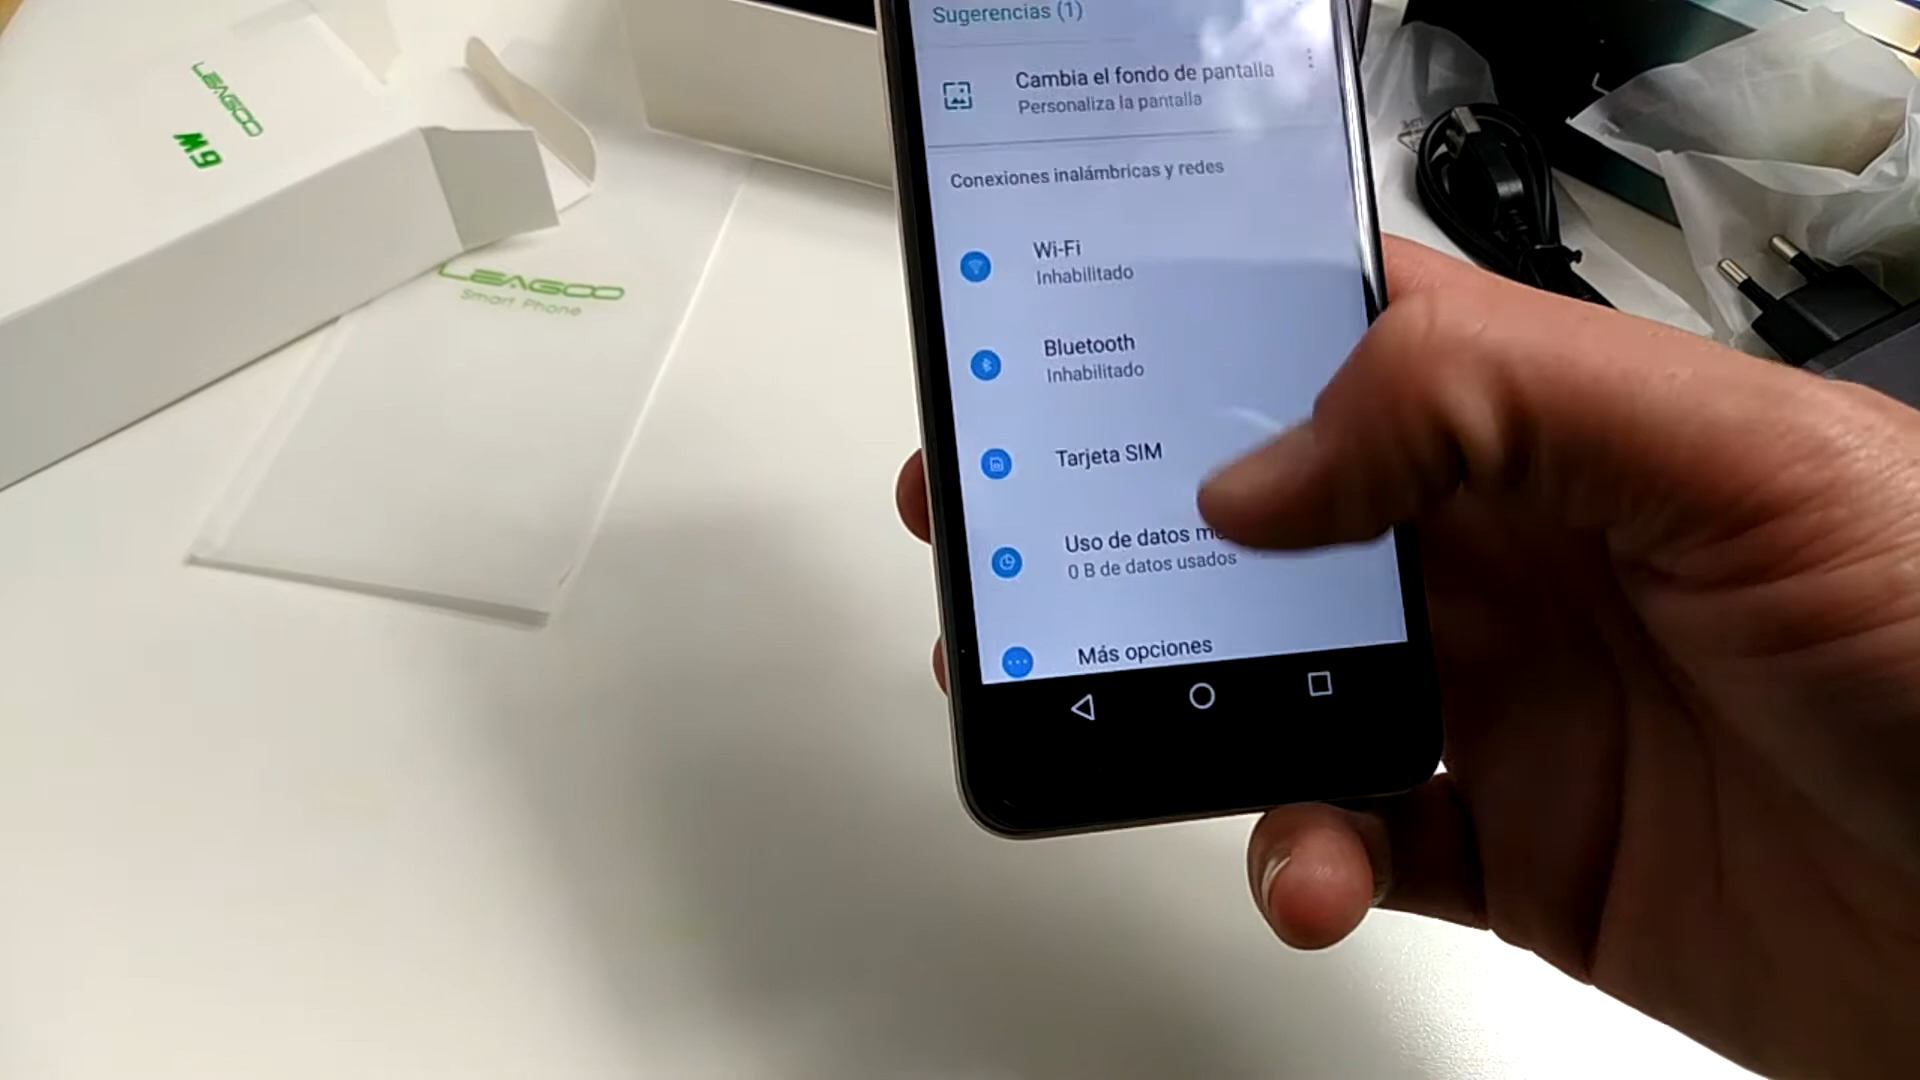 LEAGOO
M9
LEAGOO
Smart Phone
Sugerencias (1)
Cambia el fondo de pantalla
Personaliza la pantalla
Conexiones inalámbricas y redes
Wi-Fi
Inhabilitado
Bluetooth
Inhabilitado
Tarjeta SIM
Uso de datos
0 B de datos usados
Más opciones